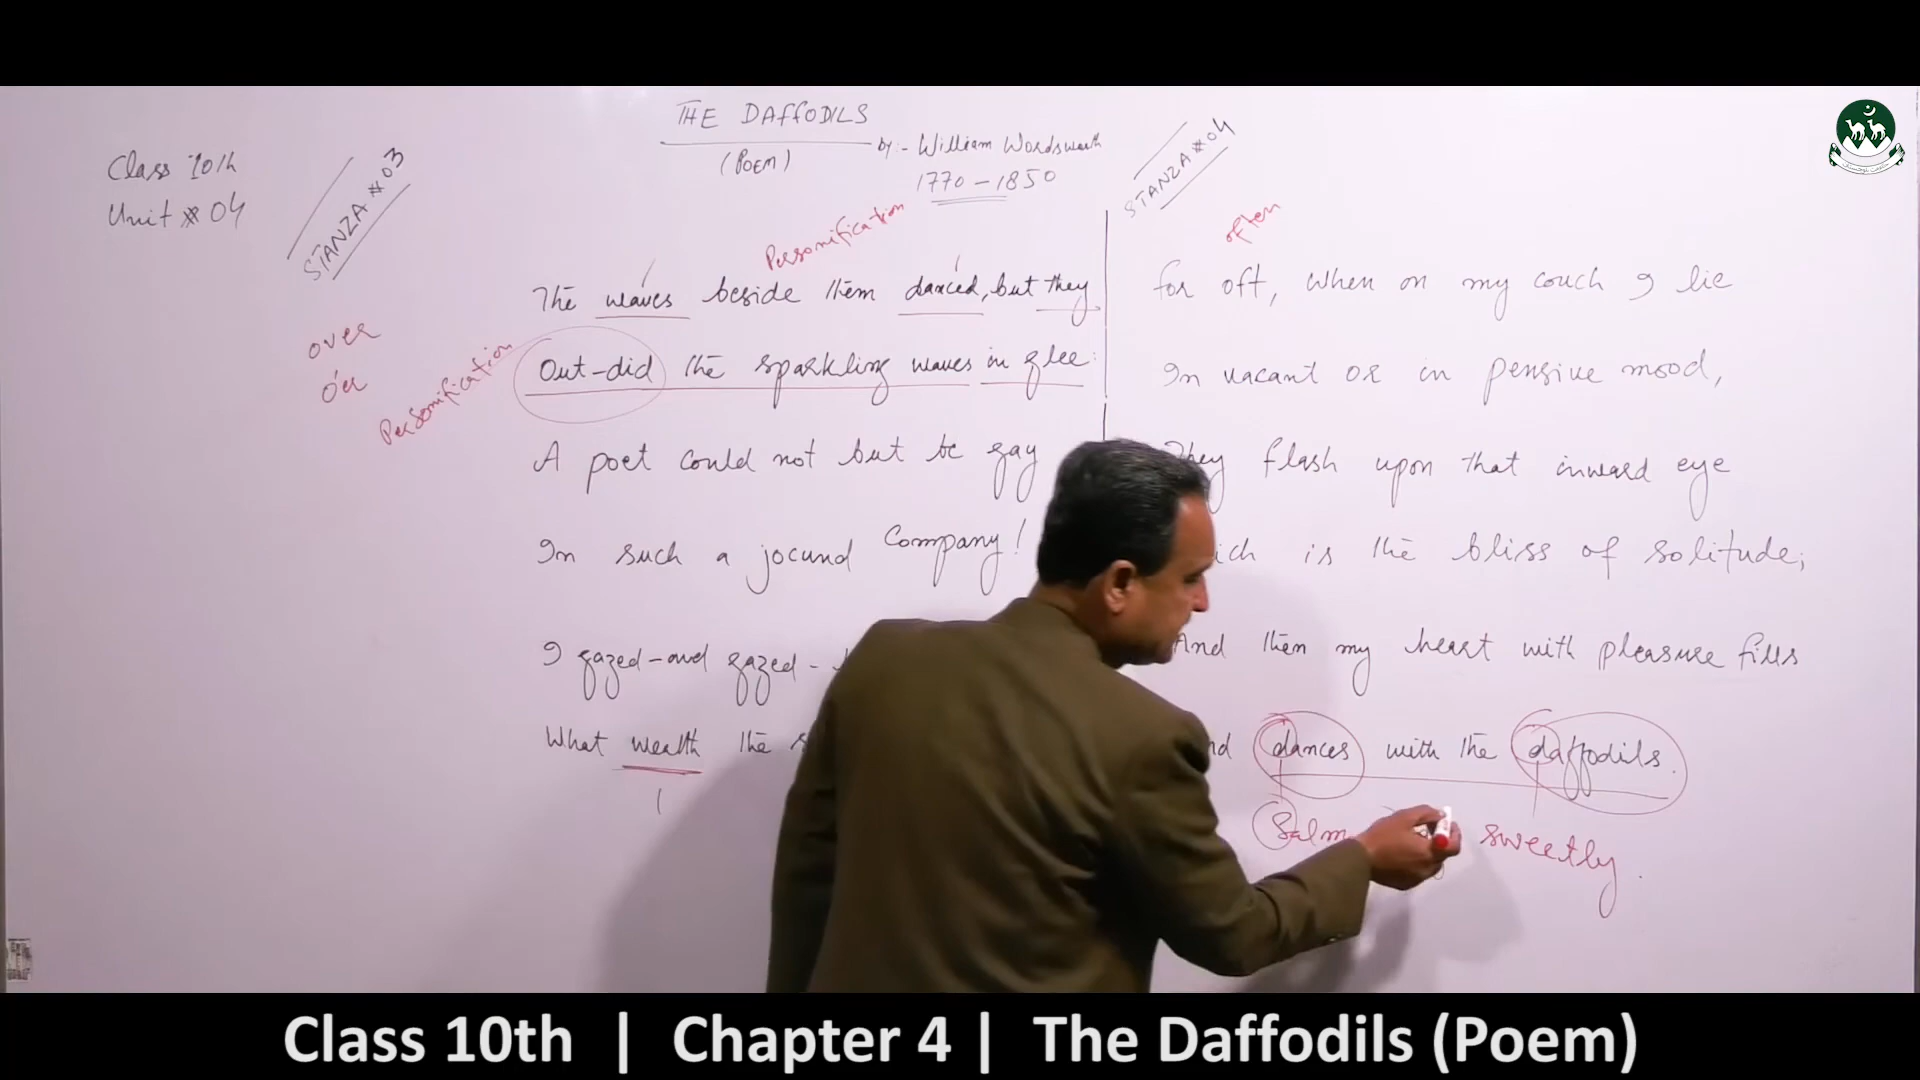 THE DAFFODILS
(POEM)
by:- William Wordsworth
1770-1850
Class 10th
Unit # 04
STANZA # 03
over
o'er
Personification
Personification
The waves beside them danced, but they
Out-did the sparkling waves in glee:
A poet could not but be gay
In such a jocund Company!
I gazed-and gazed-
What wealth the
STANZA # 04
often
for oft, when on my couch I lie
In vacant or in pensive mood,
They flash upon that inward eye
is the bliss of solitude;
And then my heart with pleasure fills
dances with the daffodils.
sweetly.
Class 10th | Chapter 4 | The Daffodils (Poem)